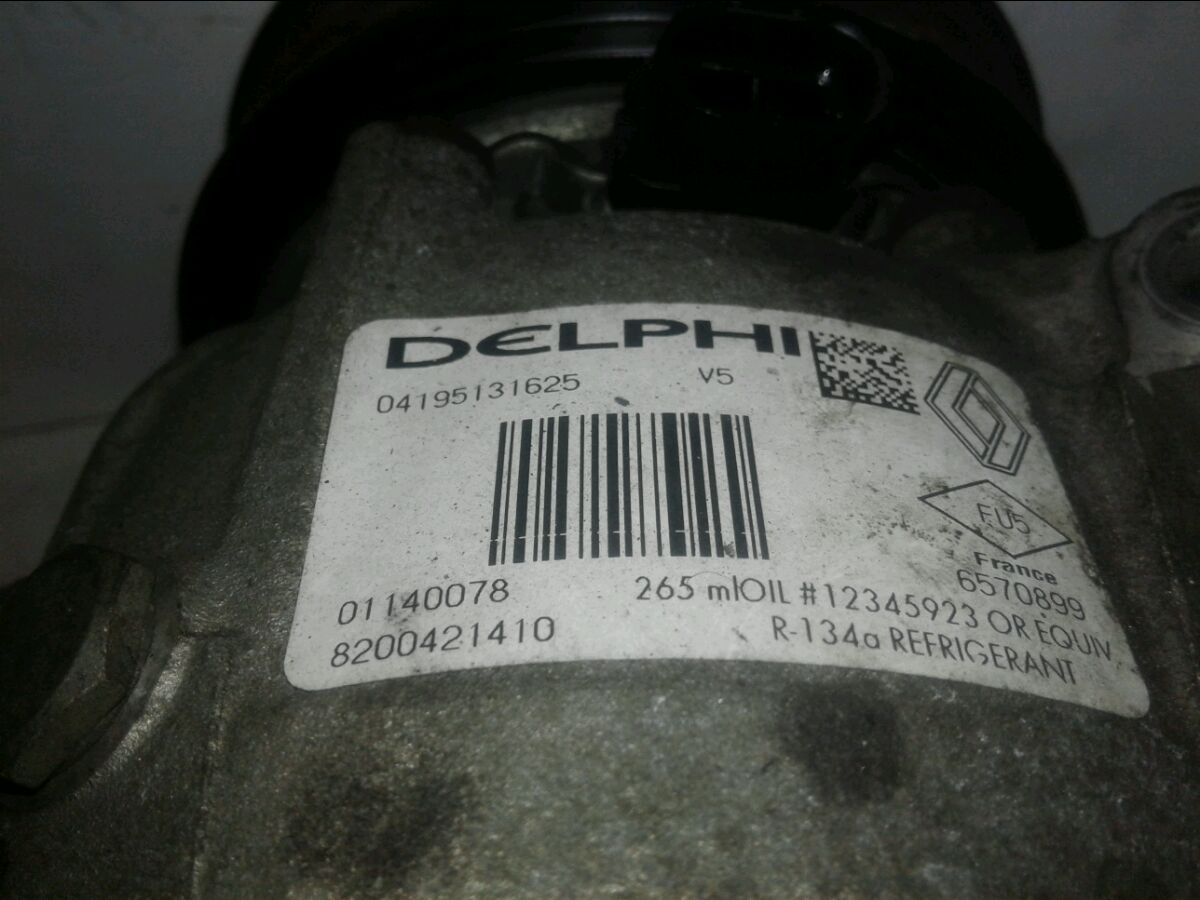 DELPHI
04195131625 V5
FU5
France
6570899
01140078
8200421410
265 mlOIL #12345923 OR EQUIV
R-134a REFRIGERANT